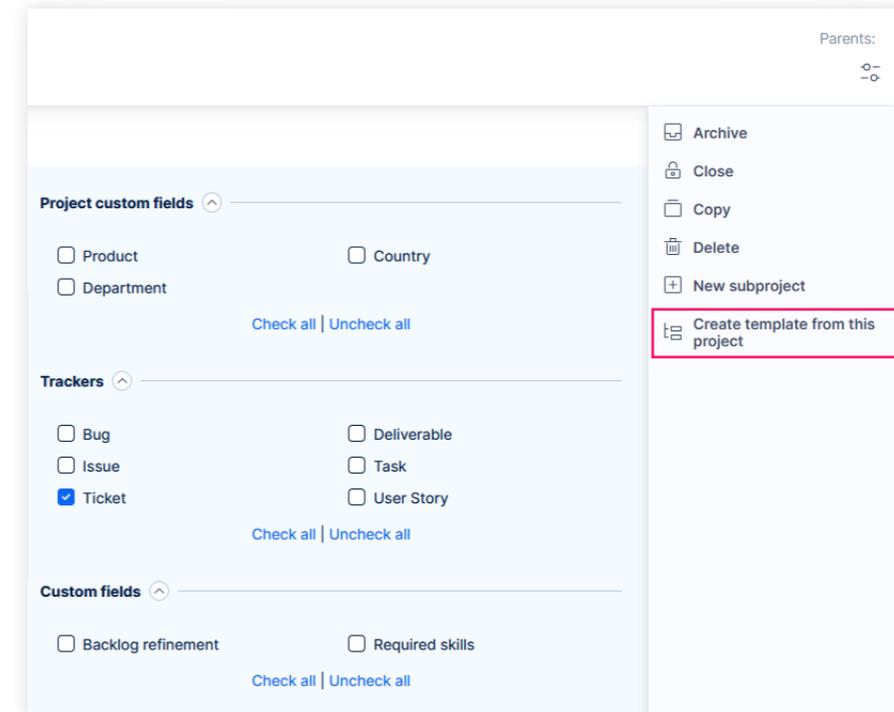 Parents:
Archive
Close
Copy
Delete
New subproject
Create template from this
project
Project custom fields
Product
Country
Department
Check all | Uncheck all
Trackers
Bug
Deliverable
Issue
Task
Ticket
User Story
Check all | Uncheck all
Custom fields
Backlog refinement
Required skills
Check all | Uncheck all